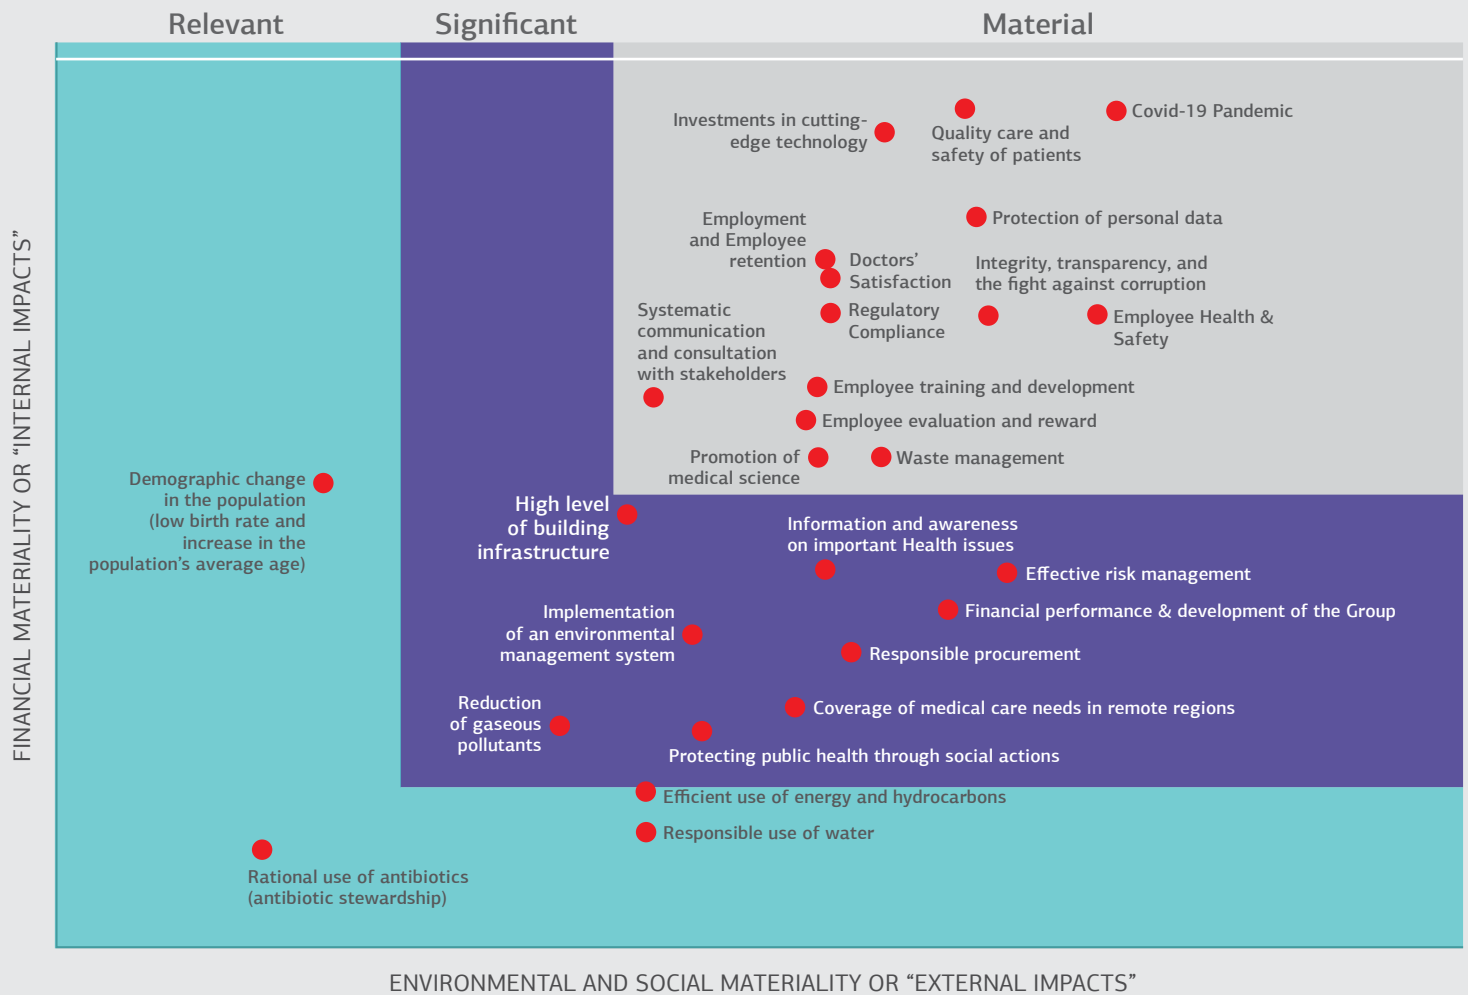 Relevant
Significant
Material
Investments in cutting-
edge technology
Quality care and
safety of patients
Covid-19 Pandemic
Employment
and Employee
retention
Protection of personal data
Doctors’
Satisfaction
Integrity, transparency, and
the fight against corruption
Systematic
communication
and consultation
with stakeholders
Regulatory
Compliance
Employee Health &
Safety
Employee training and development
Employee evaluation and reward
Promotion of
medical science
Waste management
Demographic change
in the population
(low birth rate and
increase in the
population’s average age)
High level
of building
infrastructure
Information and awareness
on important Health issues
Effective risk management
Financial performance & development of the Group
Implementation
of an environmental
management system
Responsible procurement
Reduction
of gaseous
pollutants
Coverage of medical care needs in remote regions
Protecting public health through social actions
Efficient use of energy and hydrocarbons
Responsible use of water
Rational use of antibiotics
(antibiotic stewardship)
FINANCIAL MATERIALITY OR “INTERNAL IMPACTS”
ENVIRONMENTAL AND SOCIAL MATERIALITY OR “EXTERNAL IMPACTS”